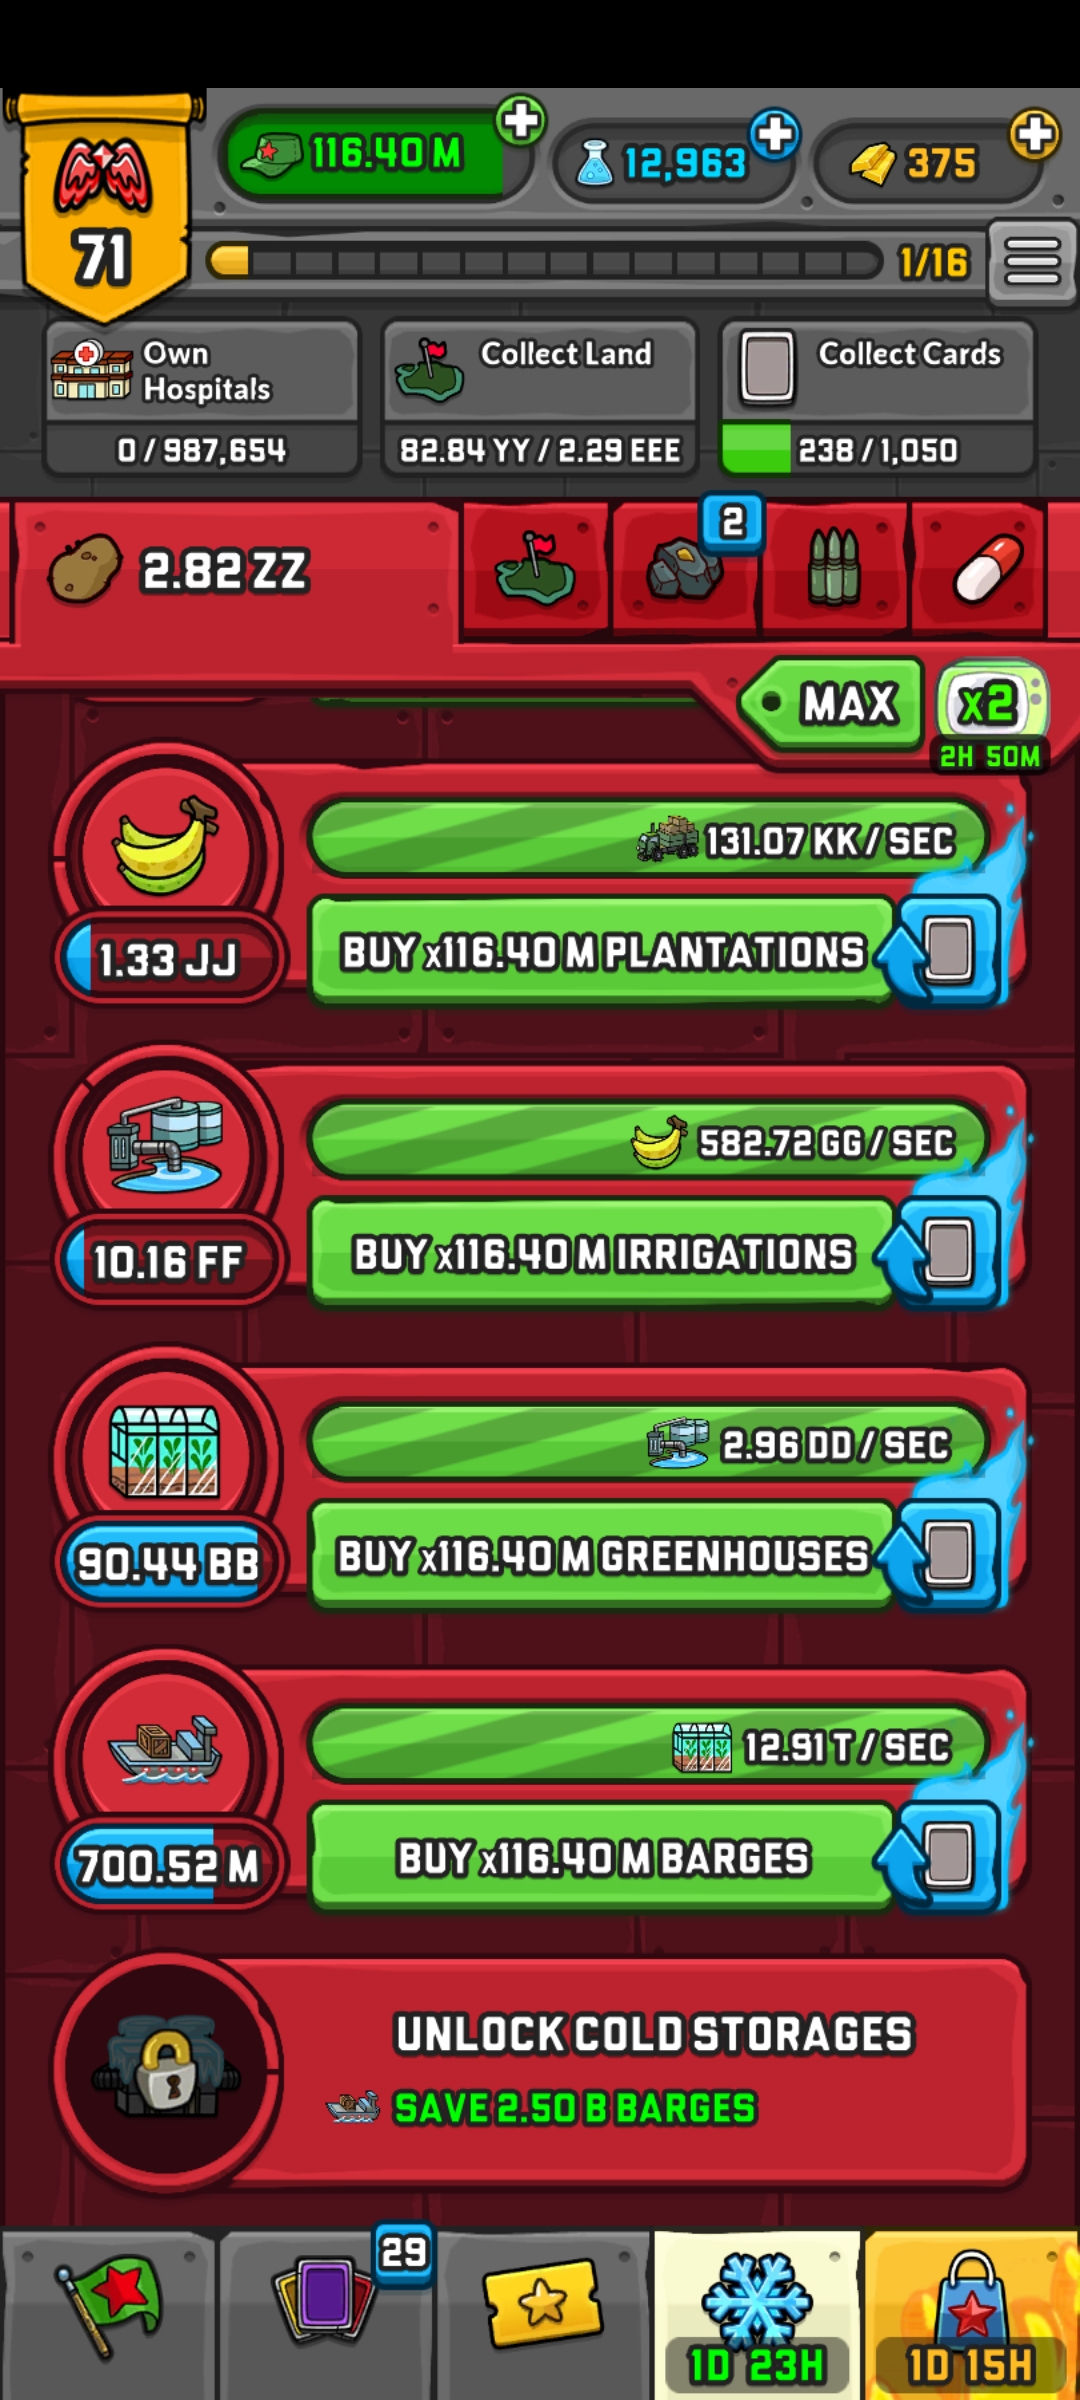 116.40 M
12,963
375
71
1/16
Own
Hospitals
0 / 987,654
Collect Land
82.84 YY / 2.29 EEE
Collect Cards
238 / 1,050
2.82 ZZ
2
MAX
x2
2H 50M
131.07 KK / SEC
1.33 JJ
BUY x116.40 M PLANTATIONS
582.72 GG / SEC
10.16 FF
BUY x116.40 M IRRIGATIONS
2.96 DD / SEC
90.44 BB
BUY x116.40 M GREENHOUSES
12.91 T / SEC
700.52 M
BUY x116.40 M BARGES
UNLOCK COLD STORAGES
SAVE 2.50 B BARGES
29
1D 23H
1D 15H